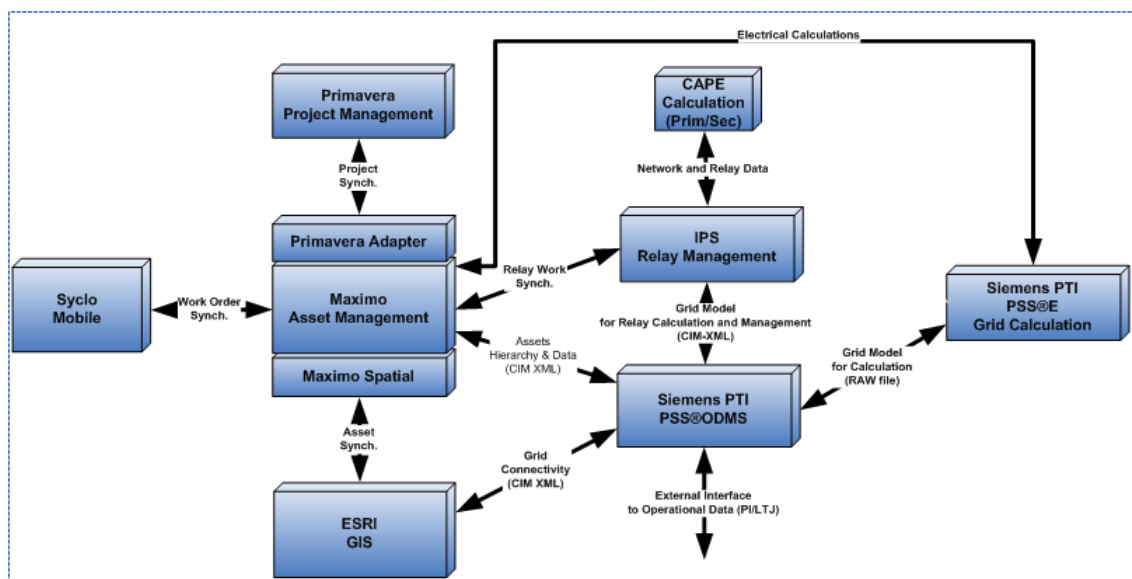 Electrical Calculations
Primavera
Project Management
CAPE
Calculation
(Prim/Sec)
Project
Synch.
Network and Relay Data
Primavera Adapter
IPS
Relay Management
Relay Work
Synch.
Syclo
Mobile
Work Order
Synch.
Maximo
Asset Management
Siemens PTI
PSS®E
Grid Calculation
Grid Model
for Relay Calculation and Management
(CIM-XML)
Assets
Hierarchy & Data
(CIM XML)
Grid Model
for Calculation
(RAW file)
Maximo Spatial
Siemens PTI
PSS®ODMS
Asset
Synch.
Grid
Connectivity
(CIM XML)
External Interface
to Operational Data (PI/LTJ)
ESRI
GIS